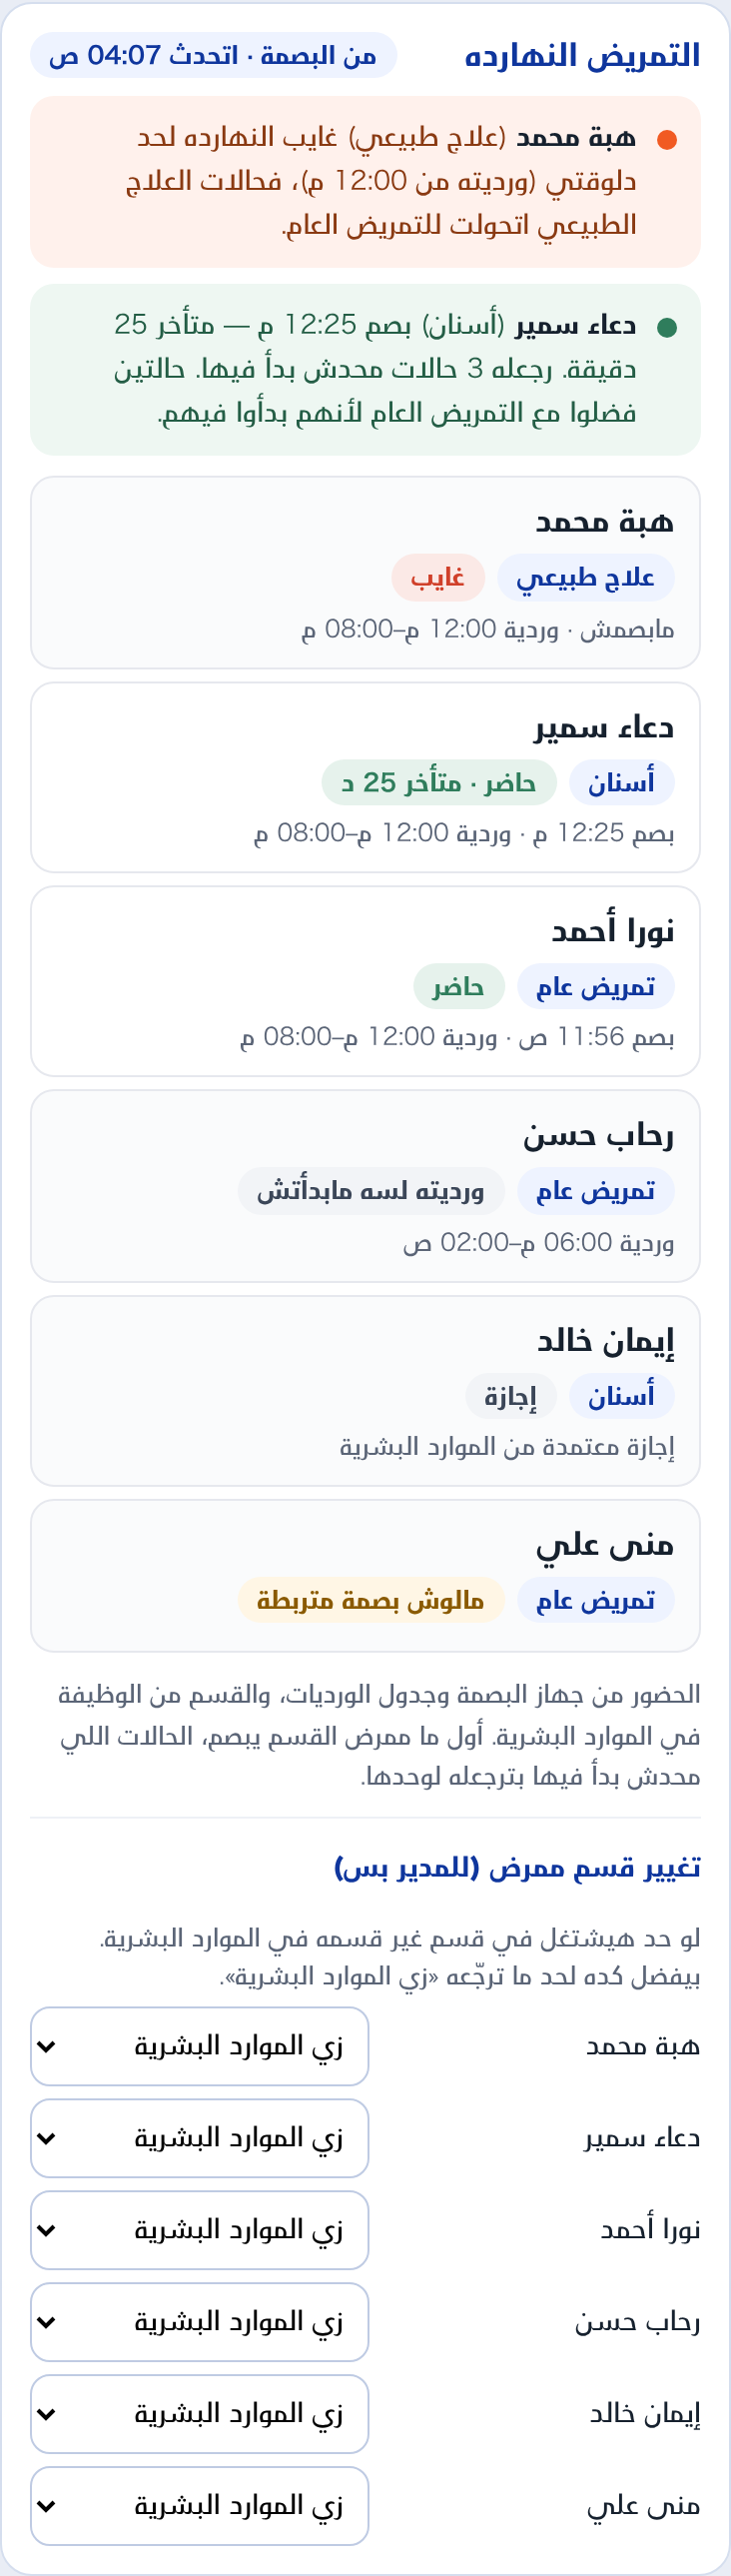 التمريض النهارده
من البصمة · اتحدث 04:07 ص
هبة محمد (علاج طبيعي) غايب النهارده لحد
دلوقتي (ورديته من 12:00 م)، فحالات العلاج
الطبيعي اتحولت للتمريض العام.
دعاء سمير (أسنان) بصم 12:25 م — متأخر 25
دقيقة. رجعله 3 حالات محدش بدأ فيها. حالتين
فضلوا مع التمريض العام لأنهم بدأوا فيهم.
هبة محمد
علاج طبيعي غايب
مابصمش · وردية 12:00 م–08:00 م
دعاء سمير
أسنان حاضر · متأخر 25 د
بصم 12:25 م · وردية 12:00 م–08:00 م
نورا أحمد
تمريض عام حاضر
بصم 11:56 ص · وردية 12:00 م–08:00 م
رحاب حسن
تمريض عام ورديته لسه مابدأتش
وردية 06:00 م–02:00 ص
إيمان خالد
أسنان إجازة
إجازة معتمدة من الموارد البشرية
منى علي
تمريض عام مالوش بصمة متربطة
الحضور من جهاز البصمة وجدول الورديات، والقسم من الوظيفة
في الموارد البشرية. أول ما ممرض القسم يبصم، الحالات اللي
محدش بدأ فيها بترجعله لوحدها.
تغيير قسم ممرض (للمدير بس)
لو حد هيشتغل في قسم غير قسمه في الموارد البشرية.
بيفضل كده لحد ما ترجّعه «زي الموارد البشرية».
هبة محمد زي الموارد البشرية
دعاء سمير زي الموارد البشرية
نورا أحمد زي الموارد البشرية
رحاب حسن زي الموارد البشرية
إيمان خالد زي الموارد البشرية
منى علي زي الموارد البشرية